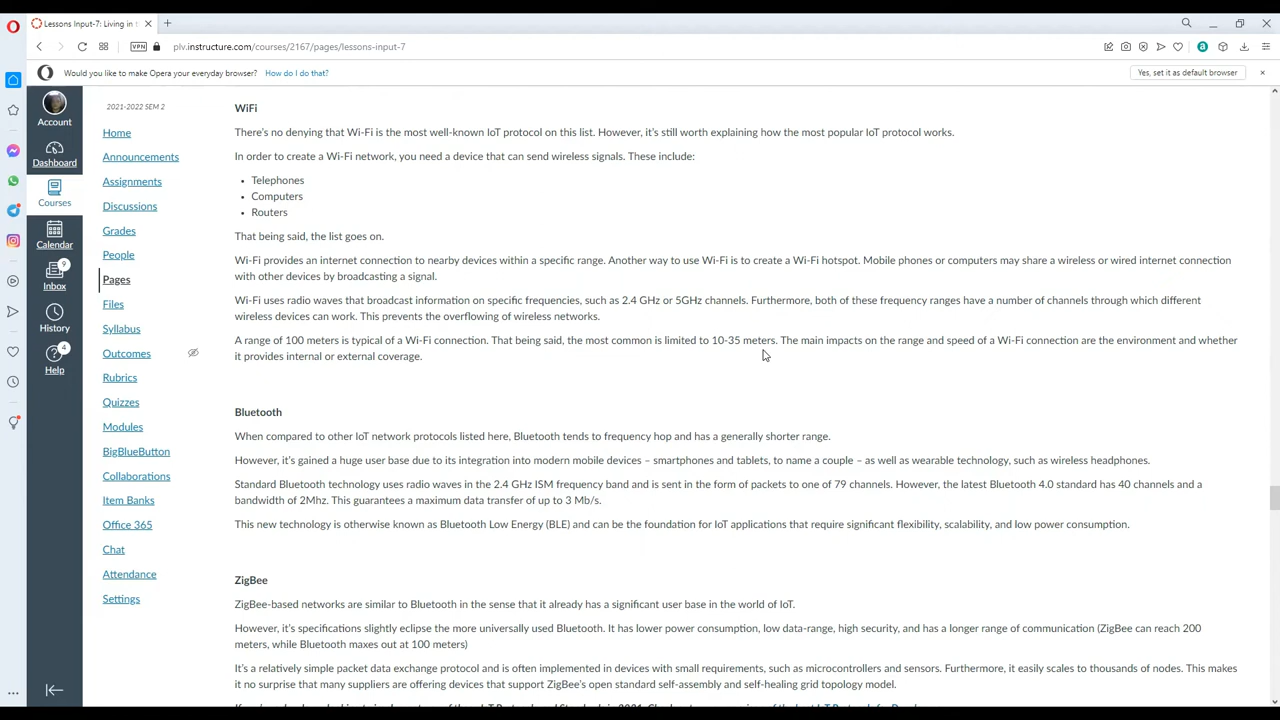 Lessons Input-7: Living in
plv.instructure.com/courses/2167/pages/lessons-input-7
VPN
Would you like to make Opera your everyday browser? How do I do that?
Yes, set it as default browser
Account
Dashboard
Courses
Calendar
9
Inbox
History
4
Help
2021-2022 SEM 2
Home
Announcements
Assignments
Discussions
Grades
People
Pages
Files
Syllabus
Outcomes
Rubrics
Quizzes
Modules
BigBlueButton
Collaborations
Item Banks
Office 365
Chat
Attendance
Settings
WiFi
There's no denying that Wi-Fi is the most well-known IoT protocol on this list. However, it's still worth explaining how the most popular IoT protocol works.
In order to create a Wi-Fi network, you need a device that can send wireless signals. These include:
• Telephones
• Computers
• Routers
That being said, the list goes on.
Wi-Fi provides an internet connection to nearby devices within a specific range. Another way to use Wi-Fi is to create a Wi-Fi hotspot. Mobile phones or computers may share a wireless or wired internet connection
with other devices by broadcasting a signal.
Wi-Fi uses radio waves that broadcast information on specific frequencies, such as 2.4 GHz or 5GHz channels. Furthermore, both of these frequency ranges have a number of channels through which different
wireless devices can work. This prevents the overflowing of wireless networks.
A range of 100 meters is typical of a Wi-Fi connection. That being said, the most common is limited to 10-35 meters. The main impacts on the range and speed of a Wi-Fi connection are the environment and whether
it provides internal or external coverage.
Bluetooth
When compared to other IoT network protocols listed here, Bluetooth tends to frequency hop and has a generally shorter range.
However, it's gained a huge user base due to its integration into modern mobile devices – smartphones and tablets, to name a couple – as well as wearable technology, such as wireless headphones.
Standard Bluetooth technology uses radio waves in the 2.4 GHz ISM frequency band and is sent in the form of packets to one of 79 channels. However, the latest Bluetooth 4.0 standard has 40 channels and a
bandwidth of 2Mhz. This guarantees a maximum data transfer of up to 3 Mb/s.
This new technology is otherwise known as Bluetooth Low Energy (BLE) and can be the foundation for IoT applications that require significant flexibility, scalability, and low power consumption.
ZigBee
ZigBee-based networks are similar to Bluetooth in the sense that it already has a significant user base in the world of IoT.
However, it's specifications slightly eclipse the more universally used Bluetooth. It has lower power consumption, low data-range, high security, and has a longer range of communication (ZigBee can reach 200
meters, while Bluetooth maxes out at 100 meters)
It's a relatively simple packet data exchange protocol and is often implemented in devices with small requirements, such as microcontrollers and sensors. Furthermore, it easily scales to thousands of nodes. This makes
it no surprise that many suppliers are offering devices that support ZigBee's open standard self-assembly and self-healing grid topology model.